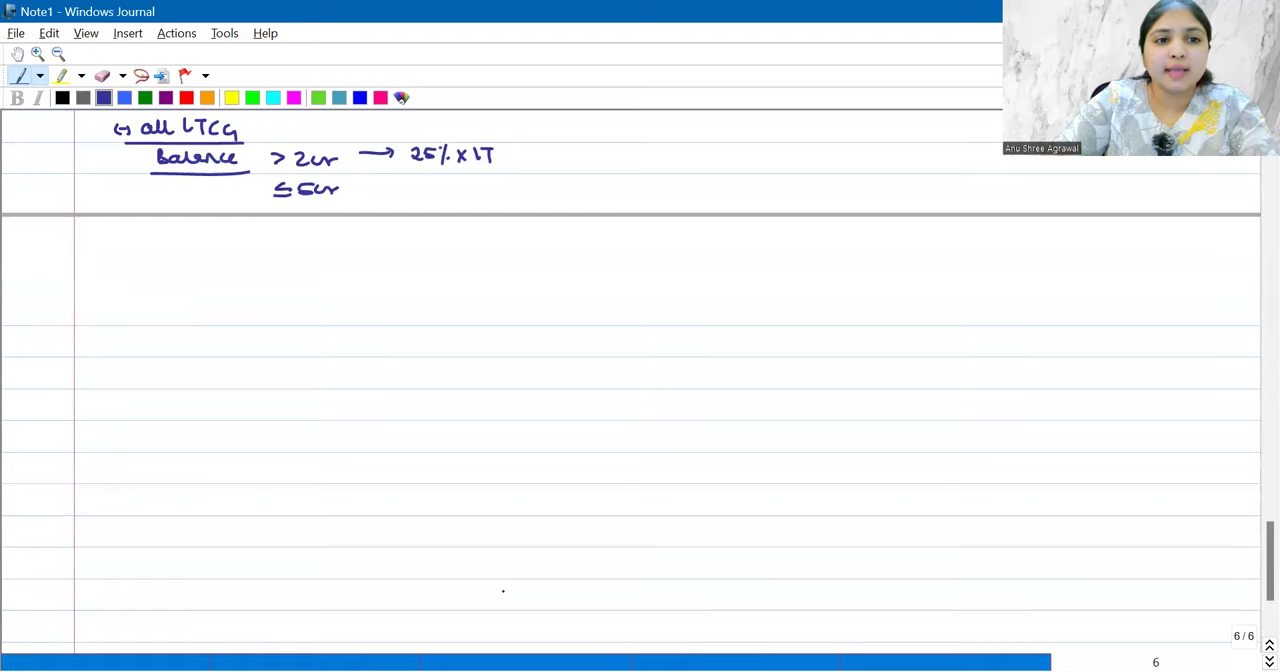 Note1 - Windows Journal
File Edit View Insert Actions Tools Help
B I
(-) all LTCG
Balance > 2cr → 25% x IT
≤ 5cr
Anu Shree Agrawal
6 / 6
6